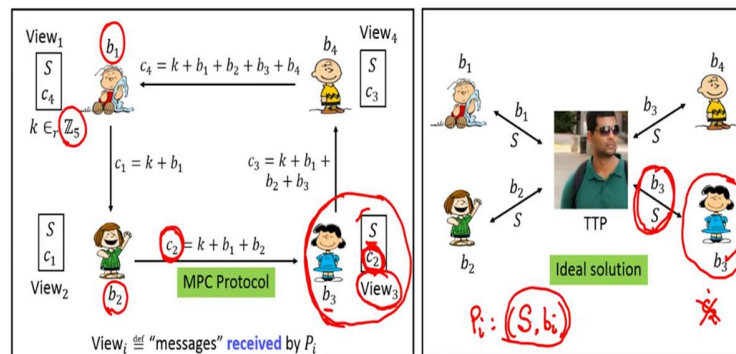 View₁
S
c₄
b₁
k ∈ᵣ ℤ₅
c₄ = k + b₁ + b₂ + b₃ + b₄
b₄
View₄
S
c₃
c₁ = k + b₁
c₃ = k + b₁ +
b₂ + b₃
S
c₁
View₂
b₂
c₂ = k + b₁ + b₂
MPC Protocol
b₃
S
c₂
View₃
Viewᵢ ≝ "messages" received by Pᵢ
b₁
b₄
b₁
S
b₃
S
b₂
S
b₃
S
TTP
b₂
b₃
Ideal solution
Pᵢ : (S, bᵢ)